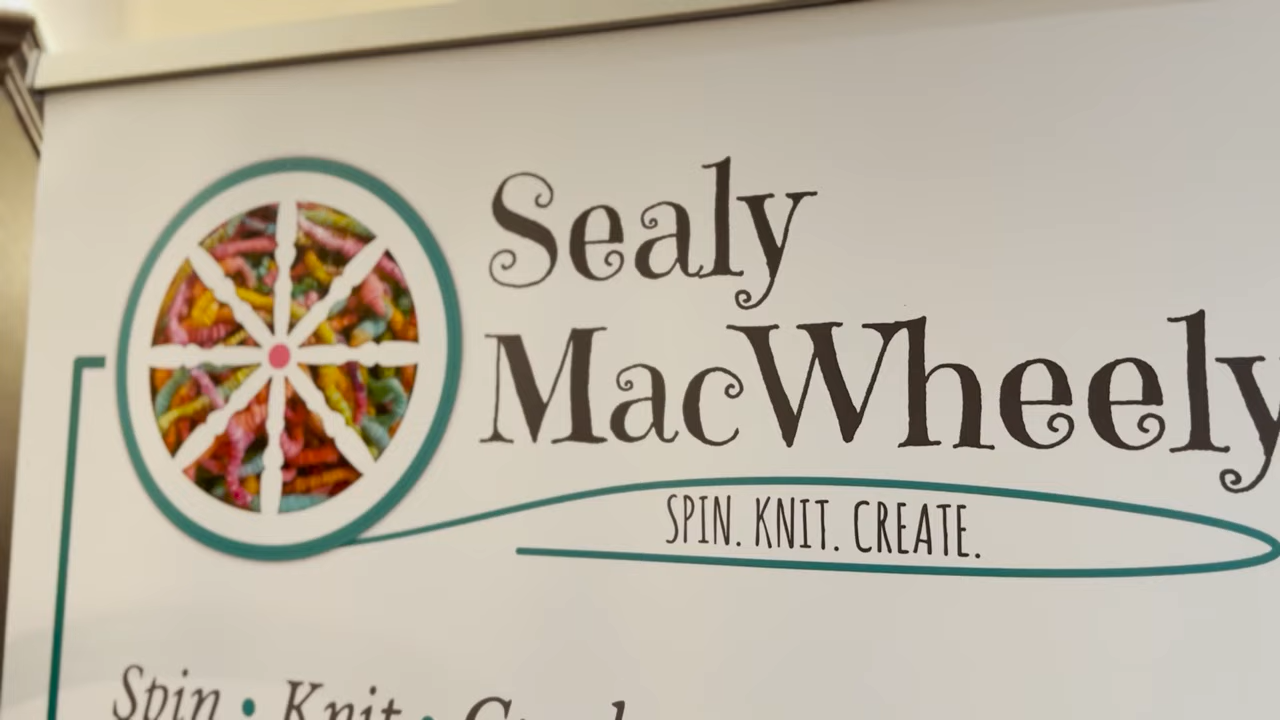 Sealy
MacWheely
SPIN. KNIT. CREATE.
Spin • Knit •